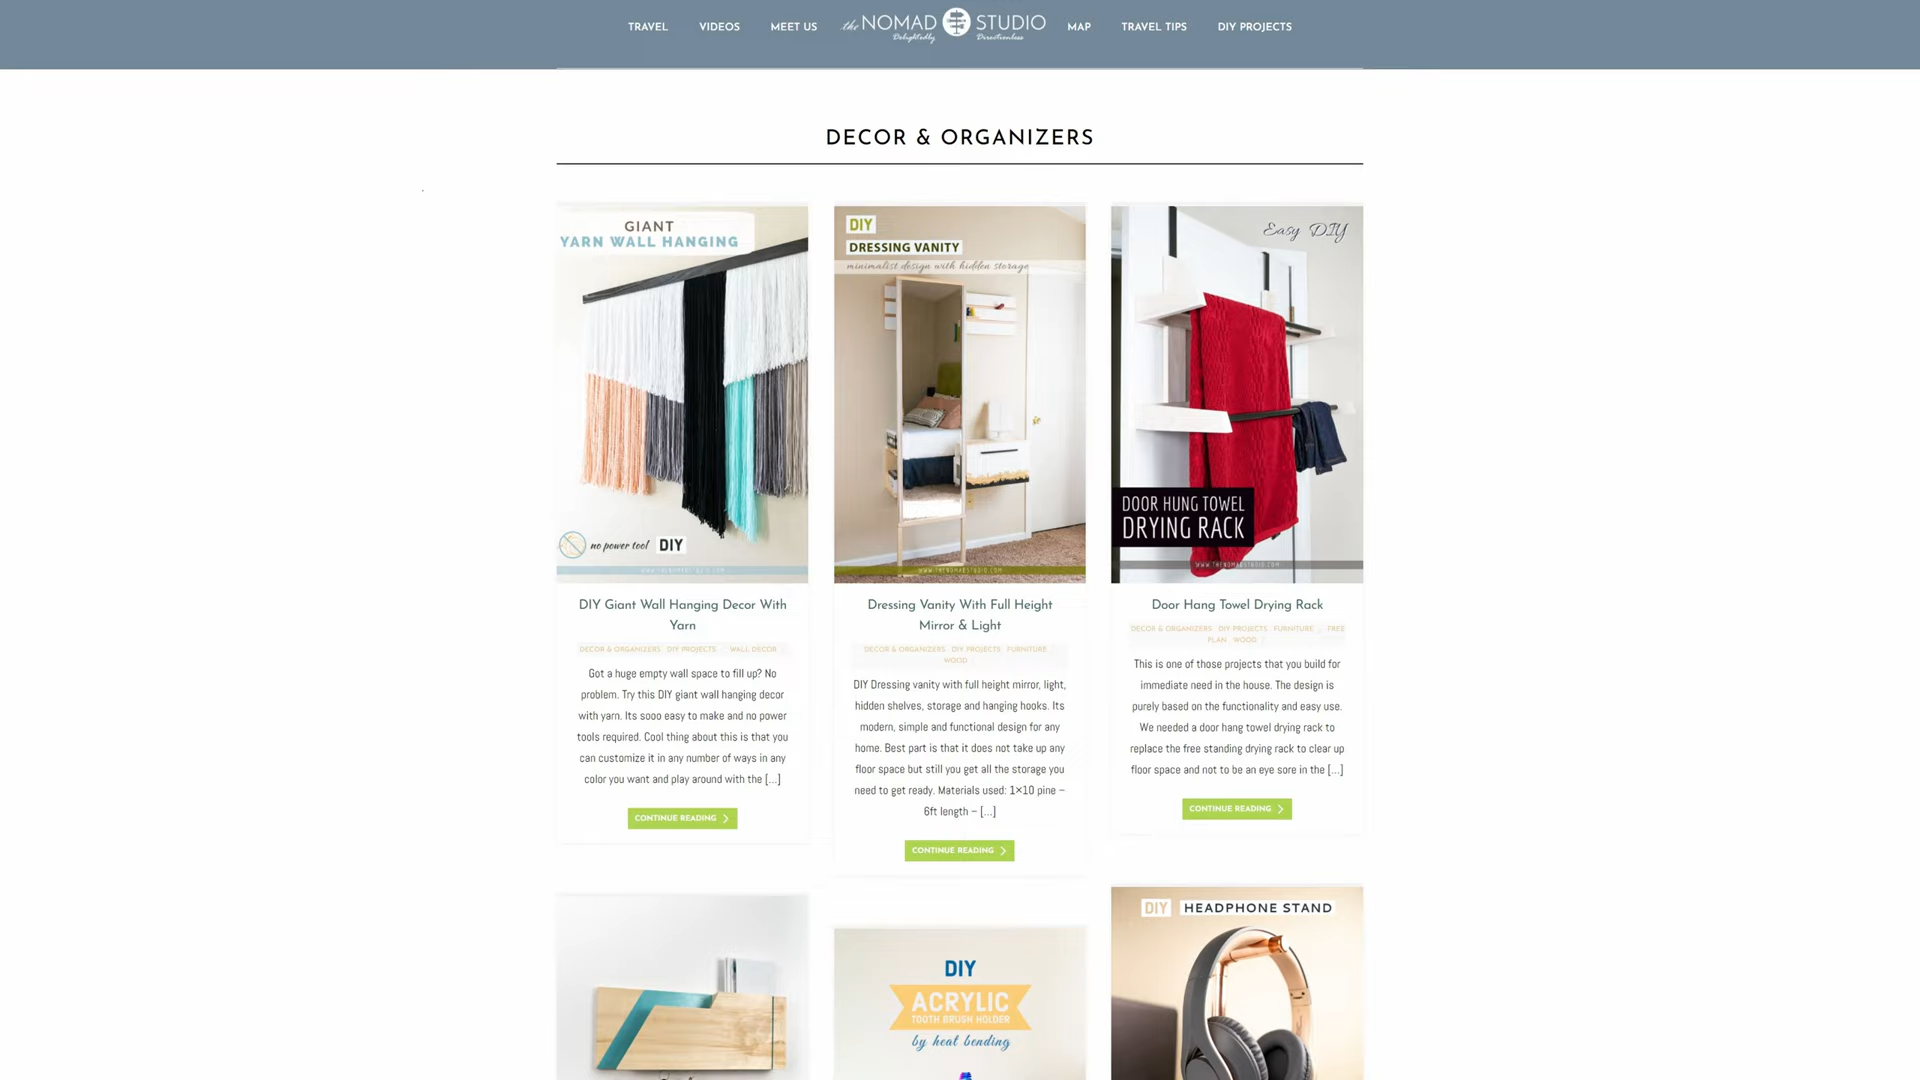 TRAVEL VIDEOS MEET US the NOMAD STUDIO MAP TRAVEL TIPS DIY PROJECTS
Delightedly Directionless
DECOR & ORGANIZERS
GIANT
YARN WALL HANGING
no power tool DIY
WWW.THENOMADSTUDIO.COM
DIY Giant Wall Hanging Decor With
Yarn
DECOR & ORGANIZERS DIY PROJECTS WALL DECOR
Got a huge empty wall space to fill up? No
problem. Try this DIY giant wall hanging decor
with yarn. Its sooo easy to make and no power
tools required. Cool thing about this is that you
can customize it in any number of ways in any
color you want and play around with the [...]
CONTINUE READING
DIY
DRESSING VANITY
minimalist design with hidden storage
WWW.THENOMADSTUDIO.COM
Dressing Vanity With Full Height
Mirror & Light
DECOR & ORGANIZERS DIY PROJECTS FURNITURE
WOOD
DIY Dressing vanity with full height mirror, light,
hidden shelves, storage and hanging hooks. Its
modern, simple and functional design for any
home. Best part is that it does not take up any
floor space but still you get all the storage you
need to get ready. Materials used: 1×10 pine –
6ft length – [...]
CONTINUE READING
Easy DIY
DOOR HUNG TOWEL
DRYING RACK
WWW.THENOMADSTUDIO.COM
Door Hang Towel Drying Rack
DECOR & ORGANIZERS DIY PROJECTS FURNITURE FREE
PLAN WOOD
This is one of those projects that you build for
immediate need in the house. The design is
purely based on the functionality and easy use.
We needed a door hang towel drying rack to
replace the free standing drying rack to clear up
floor space and not to be an eye sore in the [...]
CONTINUE READING
DIY
ACRYLIC
TOOTH BRUSH HOLDER
by heat bending
DIY HEADPHONE STAND